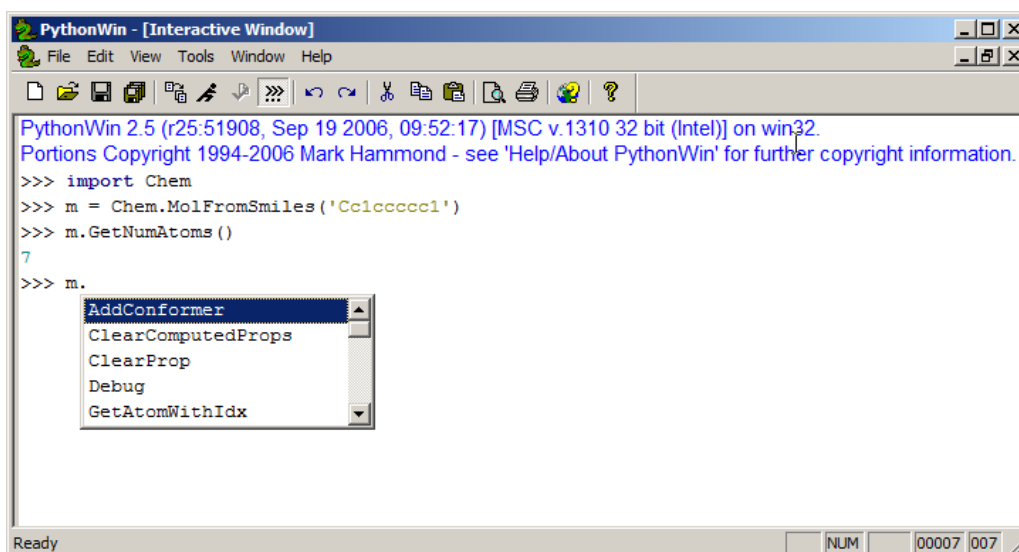 PythonWin - [Interactive Window]
File Edit View Tools Window Help
PythonWin 2.5 (r25:51908, Sep 19 2006, 09:52:17) [MSC v.1310 32 bit (Intel)] on win32.
Portions Copyright 1994-2006 Mark Hammond - see 'Help/About PythonWin' for further copyright information.
>>> import Chem
>>> m = Chem.MolFromSmiles('Cc1ccccc1')
>>> m.GetNumAtoms()
7
>>> m.
AddConformer
ClearComputedProps
ClearProp
Debug
GetAtomWithIdx
Ready NUM 00007 007